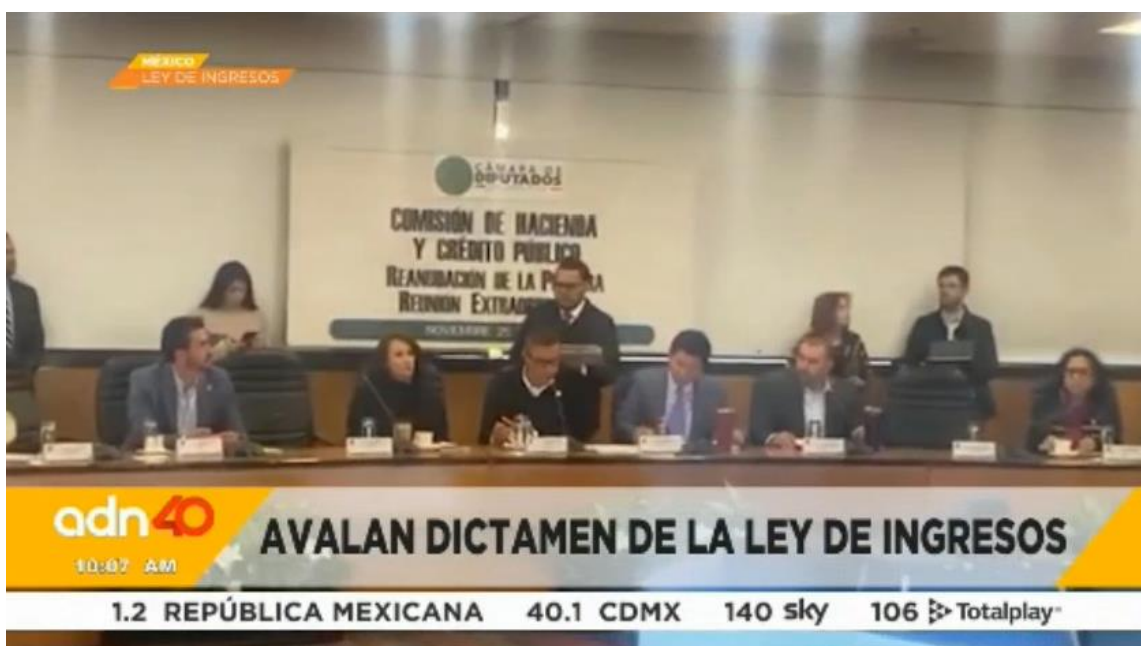 MÉXICO
LEY DE INGRESOS
CÁMARA DE
DIPUTADOS
COMISIÓN DE HACIENDA
Y CRÉDITO PÚBLICO
REANUDACIÓN DE LA
REUNIÓN
NOVIEMBRE 25
adn40
10:07 AM
AVALAN DICTAMEN DE LA LEY DE INGRESOS
1.2 REPÚBLICA MEXICANA 40.1 CDMX 140 sky 106 Totalplay